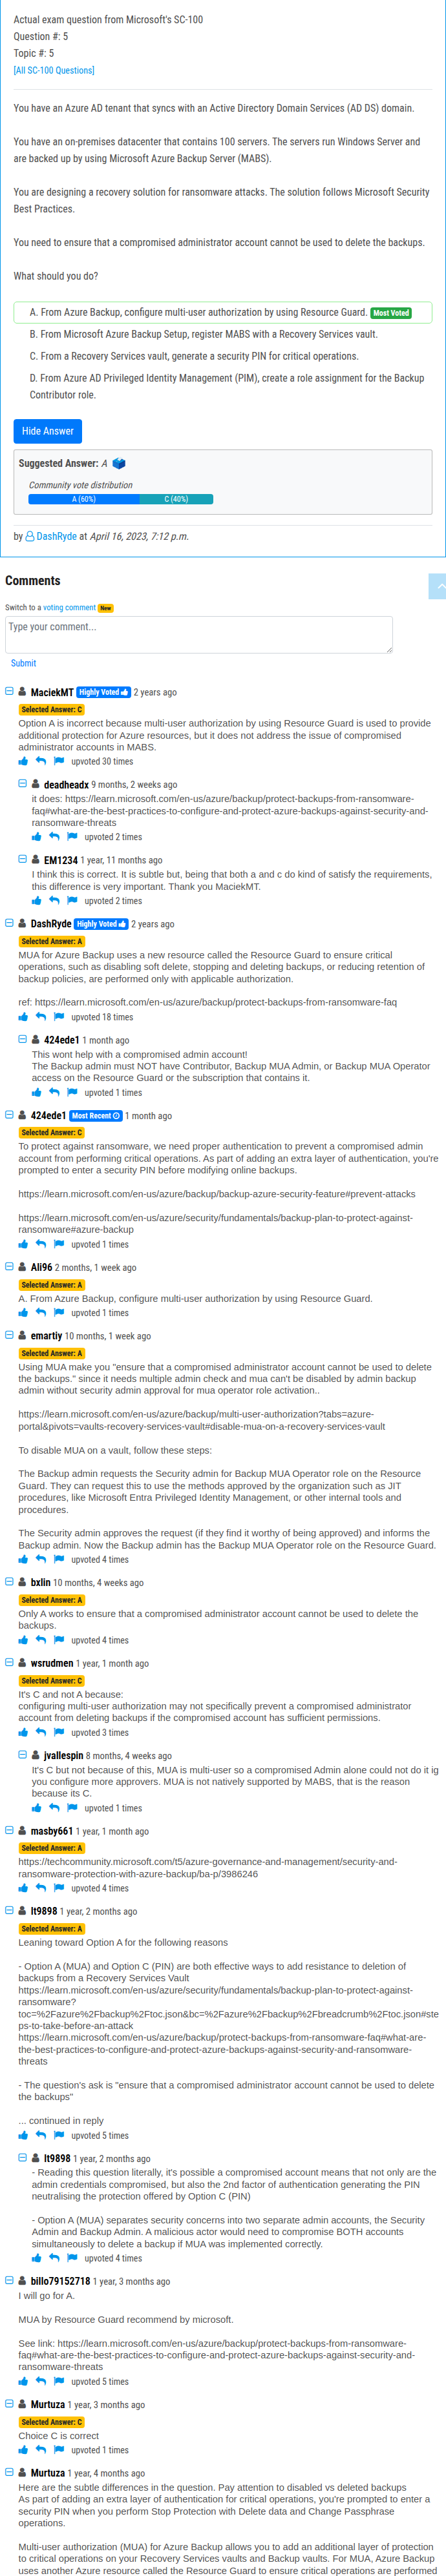 Actual exam question from Microsoft's SC-100
Question #: 5
Topic #: 5
[All SC-100 Questions]
You have an Azure AD tenant that syncs with an Active Directory Domain Services (AD DS) domain.
You have an on-premises datacenter that contains 100 servers. The servers run Windows Server and
are backed up by using Microsoft Azure Backup Server (MABS).
You are designing a recovery solution for ransomware attacks. The solution follows Microsoft Security
Best Practices.
You need to ensure that a compromised administrator account cannot be used to delete the backups.
What should you do?
A. From Azure Backup, configure multi-user authorization by using Resource Guard. Most Voted
B. From Microsoft Azure Backup Setup, register MABS with a Recovery Services vault.
C. From a Recovery Services vault, generate a security PIN for critical operations.
D. From Azure AD Privileged Identity Management (PIM), create a role assignment for the Backup
Contributor role.
Hide Answer
Suggested Answer: A
Community vote distribution
A (60%) C (40%)
by DashRyde at April 16, 2023, 7:12 p.m.
Comments
Switch to a voting comment New
Type your comment...
Submit
MaciekMT Highly Voted 2 years ago
Selected Answer: C
Option A is incorrect because multi-user authorization by using Resource Guard is used to provide
additional protection for Azure resources, but it does not address the issue of compromised
administrator accounts in MABS.
upvoted 30 times
deadheadx 9 months, 2 weeks ago
it does: https://learn.microsoft.com/en-us/azure/backup/protect-backups-from-ransomware-
faq#what-are-the-best-practices-to-configure-and-protect-azure-backups-against-security-and-
ransomware-threats
upvoted 2 times
EM1234 1 year, 11 months ago
I think this is correct. It is subtle but, being that both a and c do kind of satisfy the requirements,
this difference is very important. Thank you MaciekMT.
upvoted 2 times
DashRyde Highly Voted 2 years ago
Selected Answer: A
MUA for Azure Backup uses a new resource called the Resource Guard to ensure critical
operations, such as disabling soft delete, stopping and deleting backups, or reducing retention of
backup policies, are performed only with applicable authorization.
ref: https://learn.microsoft.com/en-us/azure/backup/protect-backups-from-ransomware-faq
upvoted 18 times
424ede1 1 month ago
This wont help with a compromised admin account!
The Backup admin must NOT have Contributor, Backup MUA Admin, or Backup MUA Operator
access on the Resource Guard or the subscription that contains it.
upvoted 1 times
424ede1 Most Recent 1 month ago
Selected Answer: C
To protect against ransomware, we need proper authentication to prevent a compromised admin
account from performing critical operations. As part of adding an extra layer of authentication, you're
prompted to enter a security PIN before modifying online backups.
https://learn.microsoft.com/en-us/azure/backup/backup-azure-security-feature#prevent-attacks
https://learn.microsoft.com/en-us/azure/security/fundamentals/backup-plan-to-protect-against-
ransomware#azure-backup
upvoted 1 times
Ali96 2 months, 1 week ago
Selected Answer: A
A. From Azure Backup, configure multi-user authorization by using Resource Guard.
upvoted 1 times
emartiy 10 months, 1 week ago
Selected Answer: A
Using MUA make you "ensure that a compromised administrator account cannot be used to delete
the backups." since it needs multiple admin check and mua can't be disabled by admin backup
admin without security admin approval for mua operator role activation..
https://learn.microsoft.com/en-us/azure/backup/multi-user-authorization?tabs=azure-
portal&pivots=vaults-recovery-services-vault#disable-mua-on-a-recovery-services-vault
To disable MUA on a vault, follow these steps:
The Backup admin requests the Security admin for Backup MUA Operator role on the Resource
Guard. They can request this to use the methods approved by the organization such as JIT
procedures, like Microsoft Entra Privileged Identity Management, or other internal tools and
procedures.
The Security admin approves the request (if they find it worthy of being approved) and informs the
Backup admin. Now the Backup admin has the Backup MUA Operator role on the Resource Guard.
upvoted 4 times
bxlin 10 months, 4 weeks ago
Selected Answer: A
Only A works to ensure that a compromised administrator account cannot be used to delete the
backups.
upvoted 4 times
wsrudmen 1 year, 1 month ago
Selected Answer: C
It's C and not A because:
configuring multi-user authorization may not specifically prevent a compromised administrator
account from deleting backups if the compromised account has sufficient permissions.
upvoted 3 times
jvallespin 8 months, 4 weeks ago
It's C but not because of this, MUA is multi-user so a compromised Admin alone could not do it ig
you configure more approvers. MUA is not natively supported by MABS, that is the reason
because its C.
upvoted 1 times
masby661 1 year, 1 month ago
Selected Answer: A
https://techcommunity.microsoft.com/t5/azure-governance-and-management/security-and-
ransomware-protection-with-azure-backup/ba-p/3986246
upvoted 4 times
lt9898 1 year, 2 months ago
Selected Answer: A
Leaning toward Option A for the following reasons
- Option A (MUA) and Option C (PIN) are both effective ways to add resistance to deletion of
backups from a Recovery Services Vault
https://learn.microsoft.com/en-us/azure/security/fundamentals/backup-plan-to-protect-against-
ransomware?
toc=%2Fazure%2Fbackup%2Ftoc.json&bc=%2Fazure%2Fbackup%2Fbreadcrumb%2Ftoc.json#ste
ps-to-take-before-an-attack
https://learn.microsoft.com/en-us/azure/backup/protect-backups-from-ransomware-faq#what-are-
the-best-practices-to-configure-and-protect-azure-backups-against-security-and-ransomware-
threats
- The question's ask is "ensure that a compromised administrator account cannot be used to delete
the backups"
... continued in reply
upvoted 5 times
lt9898 1 year, 2 months ago
- Reading this question literally, it's possible a compromised account means that not only are the
admin credentials compromised, but also the 2nd factor of authentication generating the PIN
neutralising the protection offered by Option C (PIN)
- Option A (MUA) separates security concerns into two separate admin accounts, the Security
Admin and Backup Admin. A malicious actor would need to compromise BOTH accounts
simultaneously to delete a backup if MUA was implemented correctly.
upvoted 4 times
billo79152718 1 year, 3 months ago
I will go for A.
MUA by Resource Guard recommend by microsoft.
See link: https://learn.microsoft.com/en-us/azure/backup/protect-backups-from-ransomware-
faq#what-are-the-best-practices-to-configure-and-protect-azure-backups-against-security-and-
ransomware-threats
upvoted 5 times
Murtuza 1 year, 3 months ago
Selected Answer: C
Choice C is correct
upvoted 1 times
Murtuza 1 year, 4 months ago
Here are the subtle differences in the question. Pay attention to disabled vs deleted backups
As part of adding an extra layer of authentication for critical operations, you're prompted to enter a
security PIN when you perform Stop Protection with Delete data and Change Passphrase
operations.
Multi-user authorization (MUA) for Azure Backup allows you to add an additional layer of protection
to critical operations on your Recovery Services vaults and Backup vaults. For MUA, Azure Backup
uses another Azure resource called the Resource Guard to ensure critical operations are performed